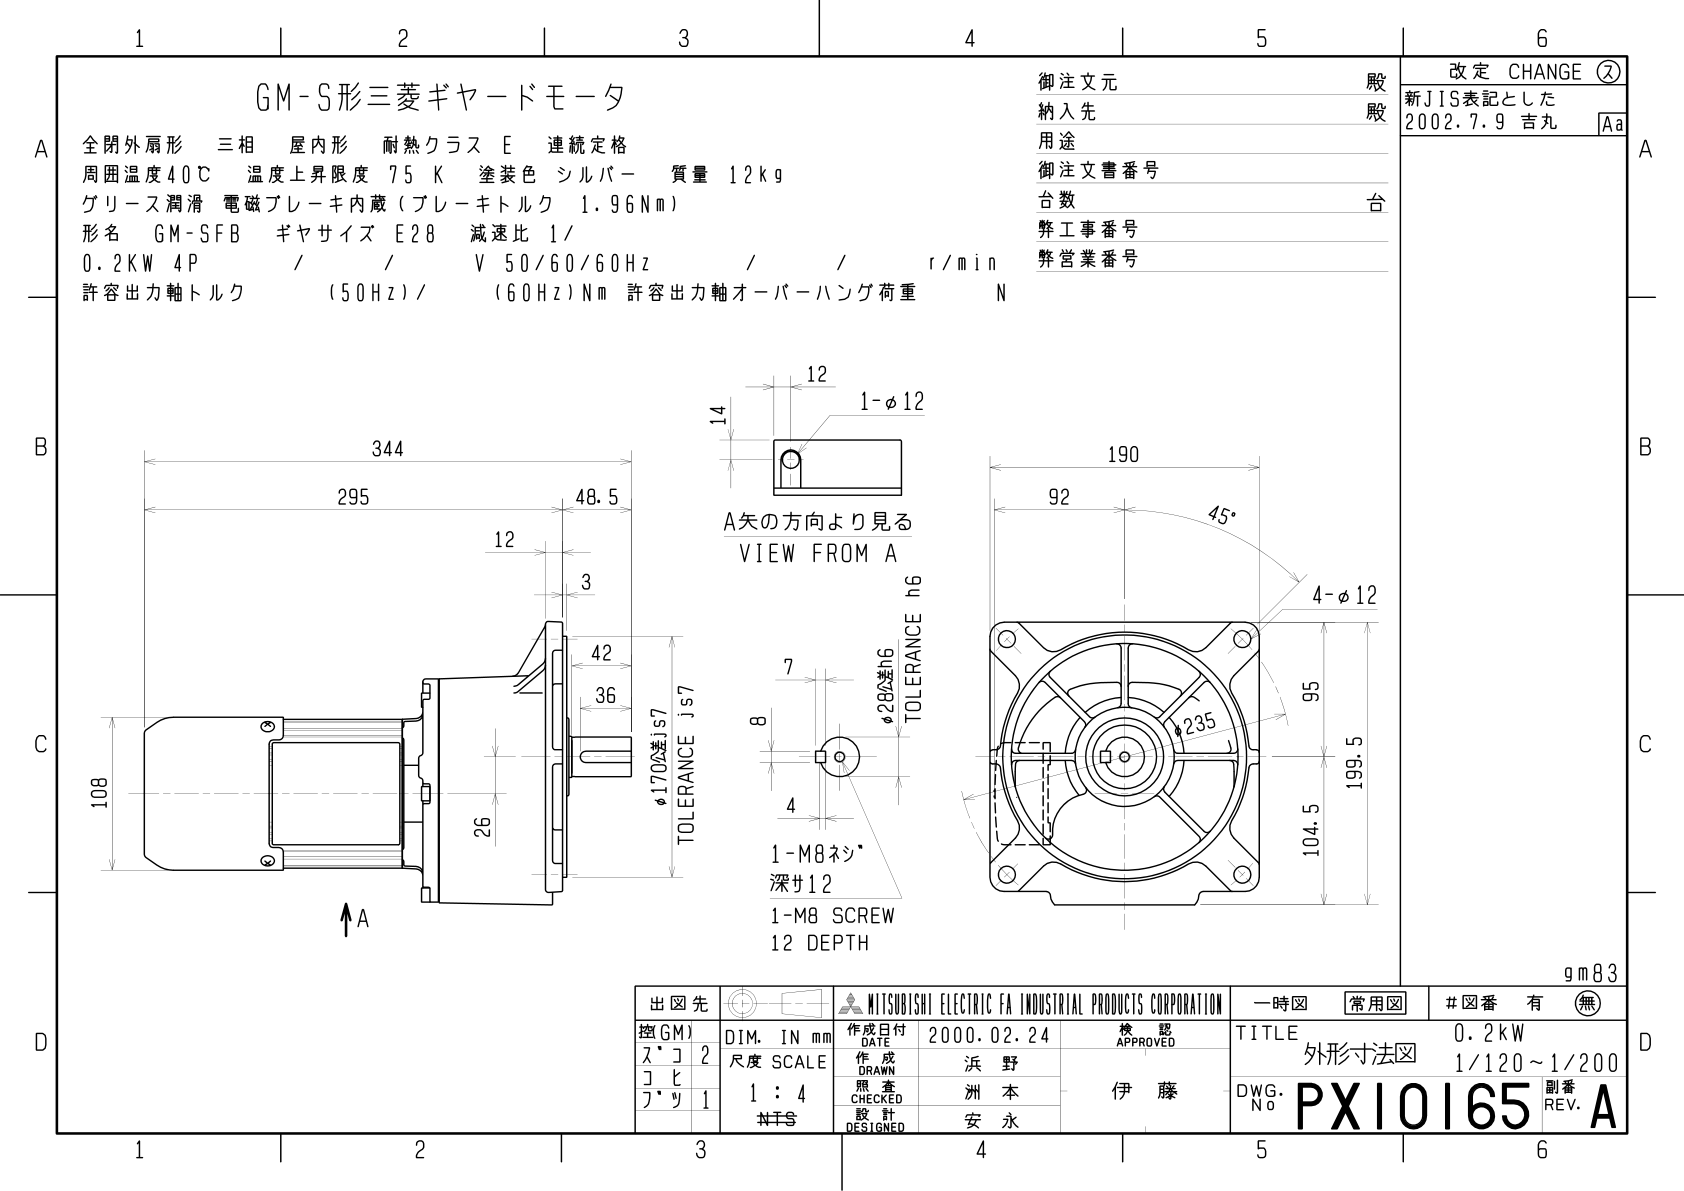 1 2 3 4 5 6
A A
B B
C C
D D
GM-S形三菱ギヤードモータ
全閉外扇形 三相 屋内形 耐熱クラス E 連続定格
周囲温度40℃ 温度上昇限度 75 K 塗装色 シルバー 質量 12kg
グリース潤滑 電磁ブレーキ内蔵(ブレーキトルク 1.96Nm)
形名 GM-SFB ギヤサイズ E28 減速比 1/
0.2KW 4P / / V 50/60/60Hz / / r/min
許容出力軸トルク (50Hz)/ (60Hz)Nm 許容出力軸オーバーハング荷重 N
御注文元 殿
納入先 殿
用途
御注文書番号
台数 台
弊工事番号
弊営業番号
改定 CHANGE ス
新JIS表記とした
2002.7.9 吉丸 Aa
344
295 48.5
12
3
42
36
108
26
φ170公差js7
TOLERANCE js7
A
12
14
1-φ12
A矢の方向より見る
VIEW FROM A
7
8
4
φ28公差h6
TOLERANCE h6
1-M8ネジ
深サ12
1-M8 SCREW
12 DEPTH
190
92
45°
4-φ12
φ235
95
104.5
199.5
gm83
出図先
控(GM)
ズコ 2
コヒ
ブツ 1
DIM. IN mm
尺度 SCALE
1 : 4
NTS
MITSUBISHI ELECTRIC FA INDUSTRIAL PRODUCTS CORPORATION
作成日付 DATE 2000.02.24
作成 DRAWN 浜野
照査 CHECKED 洲本
設計 DESIGNED 安永
検認 APPROVED
伊藤
一時図 常用図 #図番 有 無
TITLE 外形寸法図
0.2kW
1/120~1/200
DWG. No PX10165
副番 REV. A
1 2 3 4 5 6